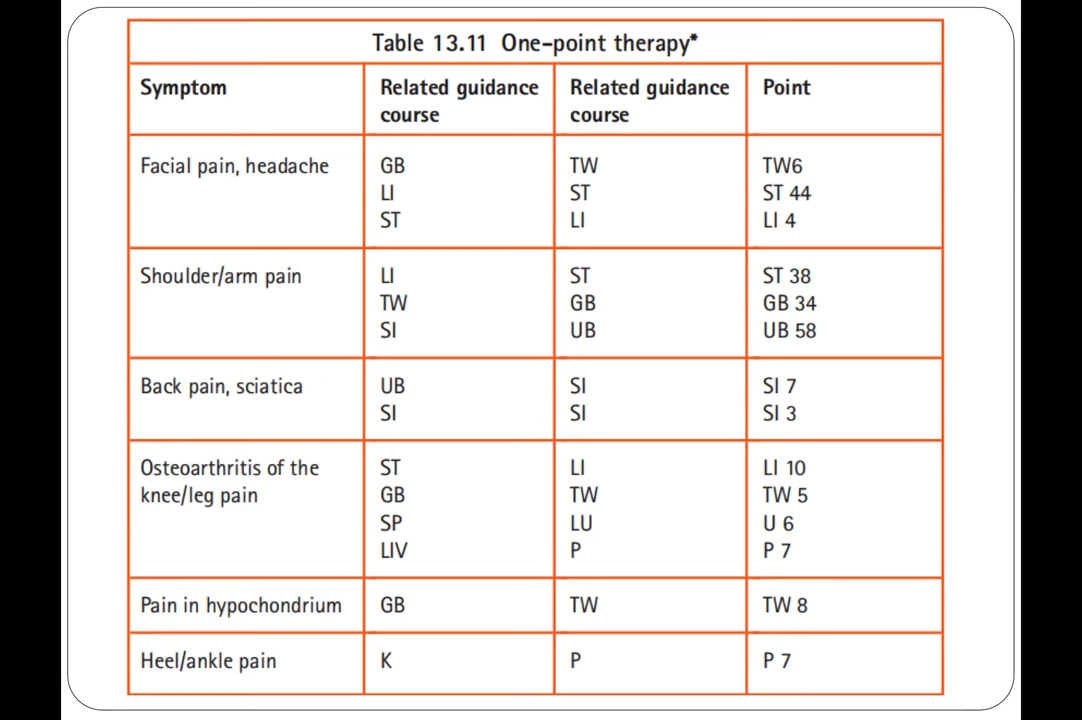 Table 13.11 One-point therapy*
Symptom Related guidance course Related guidance course Point
Facial pain, headache GB TW TW6
LI ST ST 44
ST LI LI 4
Shoulder/arm pain LI ST ST 38
TW GB GB 34
SI UB UB 58
Back pain, sciatica UB SI SI 7
SI SI SI 3
Osteoarthritis of the ST LI LI 10
knee/leg pain GB TW TW 5
SP LU U 6
LIV P P 7
Pain in hypochondrium GB TW TW 8
Heel/ankle pain K P P 7